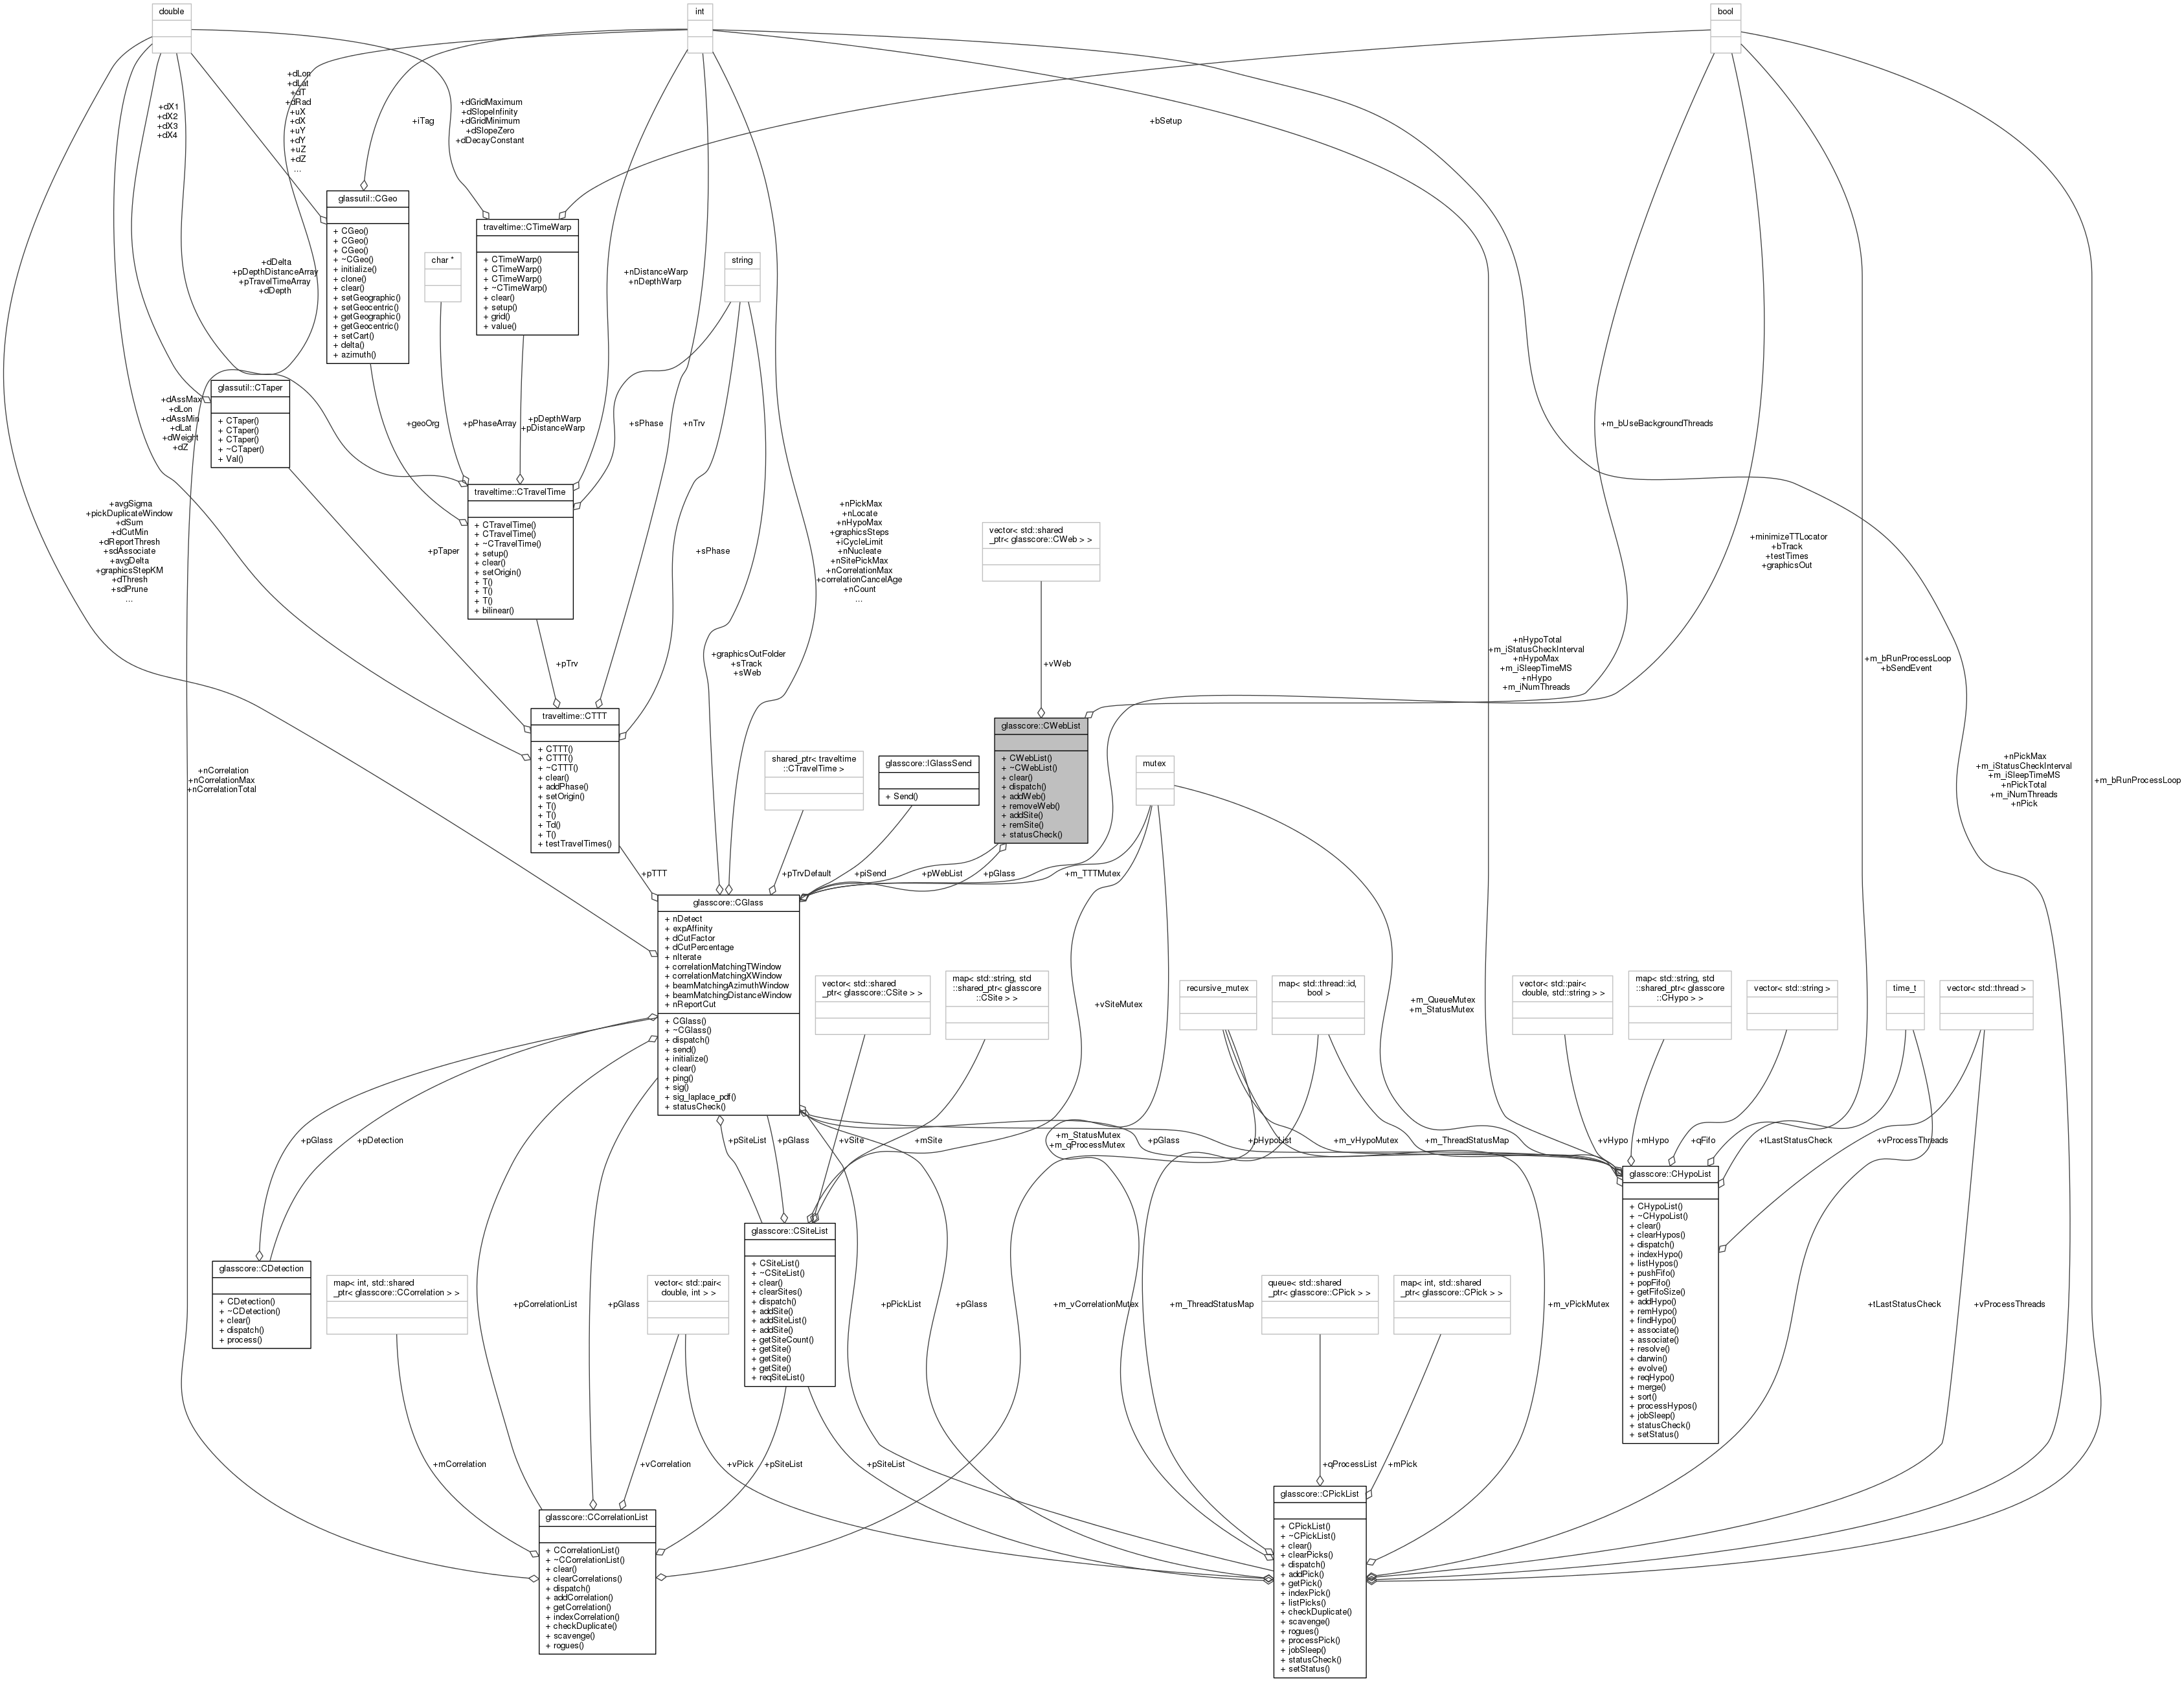 double
int
bool
+dLon
+dLat
+dT
+dRad
+uX
+dX
+uY
+dY
+uZ
+dZ
...
+dX1
+dX2
+dX3
+dX4
+iTag
+dGridMaximum
+dSlopeInfinity
+dGridMinimum
+dSlopeZero
+dDecayConstant
+bSetup
glassutil::CGeo
+ CGeo()
+ CGeo()
+ CGeo()
+ ~CGeo()
+ initialize()
+ clone()
+ clear()
+ setGeographic()
+ setGeocentric()
+ getGeographic()
+ getGeocentric()
+ setCart()
+ delta()
+ azimuth()
traveltime::CTimeWarp
+ CTimeWarp()
+ CTimeWarp()
+ CTimeWarp()
+ ~CTimeWarp()
+ clear()
+ setup()
+ grid()
+ value()
char *
string
+dDelta
+pDepthDistanceArray
+pTravelTimeArray
+dDepth
+nDistanceWarp
+nDepthWarp
glassutil::CTaper
+ CTaper()
+ CTaper()
+ CTaper()
+ ~CTaper()
+ Val()
+dAssMax
+dLon
+dAssMin
+dLat
+dWeight
+dZ
+geoOrg
+pPhaseArray
+pDepthWarp
+pDistanceWarp
+sPhase
+nTrv
+m_bUseBackgroundThreads
traveltime::CTravelTime
+ CTravelTime()
+ CTravelTime()
+ ~CTravelTime()
+ setup()
+ clear()
+ setOrigin()
+ T()
+ T()
+ T()
+ bilinear()
+avgSigma
+pickDuplicateWindow
+dSum
+dCutMin
+dReportThresh
+sdAssociate
+avgDelta
+graphicsStepKM
+dThresh
+sdPrune
...
+pTaper
+sPhase
+nPickMax
+nLocate
+nHypoMax
+graphicsSteps
+iCycleLimit
+nNucleate
+nSitePickMax
+nCorrelationMax
+correlationCancelAge
+nCount
...
vector< std::shared
_ptr< glasscore::CWeb > >
+minimizeTTLocator
+bTrack
+testTimes
+graphicsOut
+pTrv
+graphicsOutFolder
+sTrack
+sWeb
+vWeb
+nHypoTotal
+m_iStatusCheckInterval
+nHypoMax
+m_iSleepTimeMS
+nHypo
+m_iNumThreads
+m_bRunProcessLoop
+bSendEvent
traveltime::CTTT
+ CTTT()
+ CTTT()
+ ~CTTT()
+ clear()
+ addPhase()
+ setOrigin()
+ T()
+ T()
+ Td()
+ T()
+ testTravelTimes()
glasscore::CWebList
+ CWebList()
+ ~CWebList()
+ clear()
+ dispatch()
+ addWeb()
+ removeWeb()
+ addSite()
+ remSite()
+ statusCheck()
shared_ptr< traveltime
::CTravelTime >
glasscore::IGlassSend
+ Send()
mutex
+nCorrelation
+nCorrelationMax
+nCorrelationTotal
+nPickMax
+m_iStatusCheckInterval
+m_iSleepTimeMS
+nPickTotal
+m_iNumThreads
+nPick
+m_bRunProcessLoop
+pTTT
+pTrvDefault
+piSend
+pWebList
+pGlass
+m_TTTMutex
glasscore::CGlass
+ nDetect
+ expAffinity
+ dCutFactor
+ dCutPercentage
+ nIterate
+ correlationMatchingTWindow
+ correlationMatchingXWindow
+ beamMatchingAzimuthWindow
+ beamMatchingDistanceWindow
+ nReportCut
+ CGlass()
+ ~CGlass()
+ dispatch()
+ send()
+ initialize()
+ clear()
+ ping()
+ sig()
+ sig_laplace_pdf()
+ statusCheck()
vector< std::shared
_ptr< glasscore::CSite > >
map< std::string, std
::shared_ptr< glasscore
::CSite > >
+vSiteMutex
recursive_mutex
map< std::thread::id,
bool >
+m_QueueMutex
+m_StatusMutex
vector< std::pair<
double, std::string > >
map< std::string, std
::shared_ptr< glasscore
::CHypo > >
vector< std::string >
time_t
vector< std::thread >
+pGlass
+pDetection
+pSiteList
+pGlass
+vSite
+mSite
+m_StatusMutex
+m_qProcessMutex
+pGlass
+pHypoList
+m_vHypoMutex
+m_ThreadStatusMap
+vHypo
+mHypo
+qFifo
+tLastStatusCheck
+vProcessThreads
glasscore::CHypoList
+ CHypoList()
+ ~CHypoList()
+ clear()
+ clearHypos()
+ dispatch()
+ indexHypo()
+ listHypos()
+ pushFifo()
+ popFifo()
+ getFifoSize()
+ addHypo()
+ remHypo()
+ findHypo()
+ associate()
+ associate()
+ resolve()
+ darwin()
+ evolve()
+ reqHypo()
+ merge()
+ sort()
+ processHypos()
+ jobSleep()
+ statusCheck()
+ setStatus()
glasscore::CSiteList
+ CSiteList()
+ ~CSiteList()
+ clear()
+ clearSites()
+ dispatch()
+ addSite()
+ addSiteList()
+ addSite()
+ getSiteCount()
+ getSite()
+ getSite()
+ getSite()
+ reqSiteList()
glasscore::CDetection
+ CDetection()
+ ~CDetection()
+ clear()
+ dispatch()
+ process()
map< int, std::shared
_ptr< glasscore::CCorrelation > >
vector< std::pair<
double, int > >
queue< std::shared
_ptr< glasscore::CPick > >
map< int, std::shared
_ptr< glasscore::CPick > >
+pCorrelationList
+pGlass
+pPickList
+pGlass
+m_vCorrelationMutex
+m_ThreadStatusMap
+m_vPickMutex
+tLastStatusCheck
+vProcessThreads
+mCorrelation
+vCorrelation
+vPick
+pSiteList
+pSiteList
+qProcessList
+mPick
glasscore::CCorrelationList
+ CCorrelationList()
+ ~CCorrelationList()
+ clear()
+ clearCorrelations()
+ dispatch()
+ addCorrelation()
+ getCorrelation()
+ indexCorrelation()
+ checkDuplicate()
+ scavenge()
+ rogues()
glasscore::CPickList
+ CPickList()
+ ~CPickList()
+ clear()
+ clearPicks()
+ dispatch()
+ addPick()
+ getPick()
+ indexPick()
+ listPicks()
+ checkDuplicate()
+ scavenge()
+ rogues()
+ processPick()
+ jobSleep()
+ statusCheck()
+ setStatus()